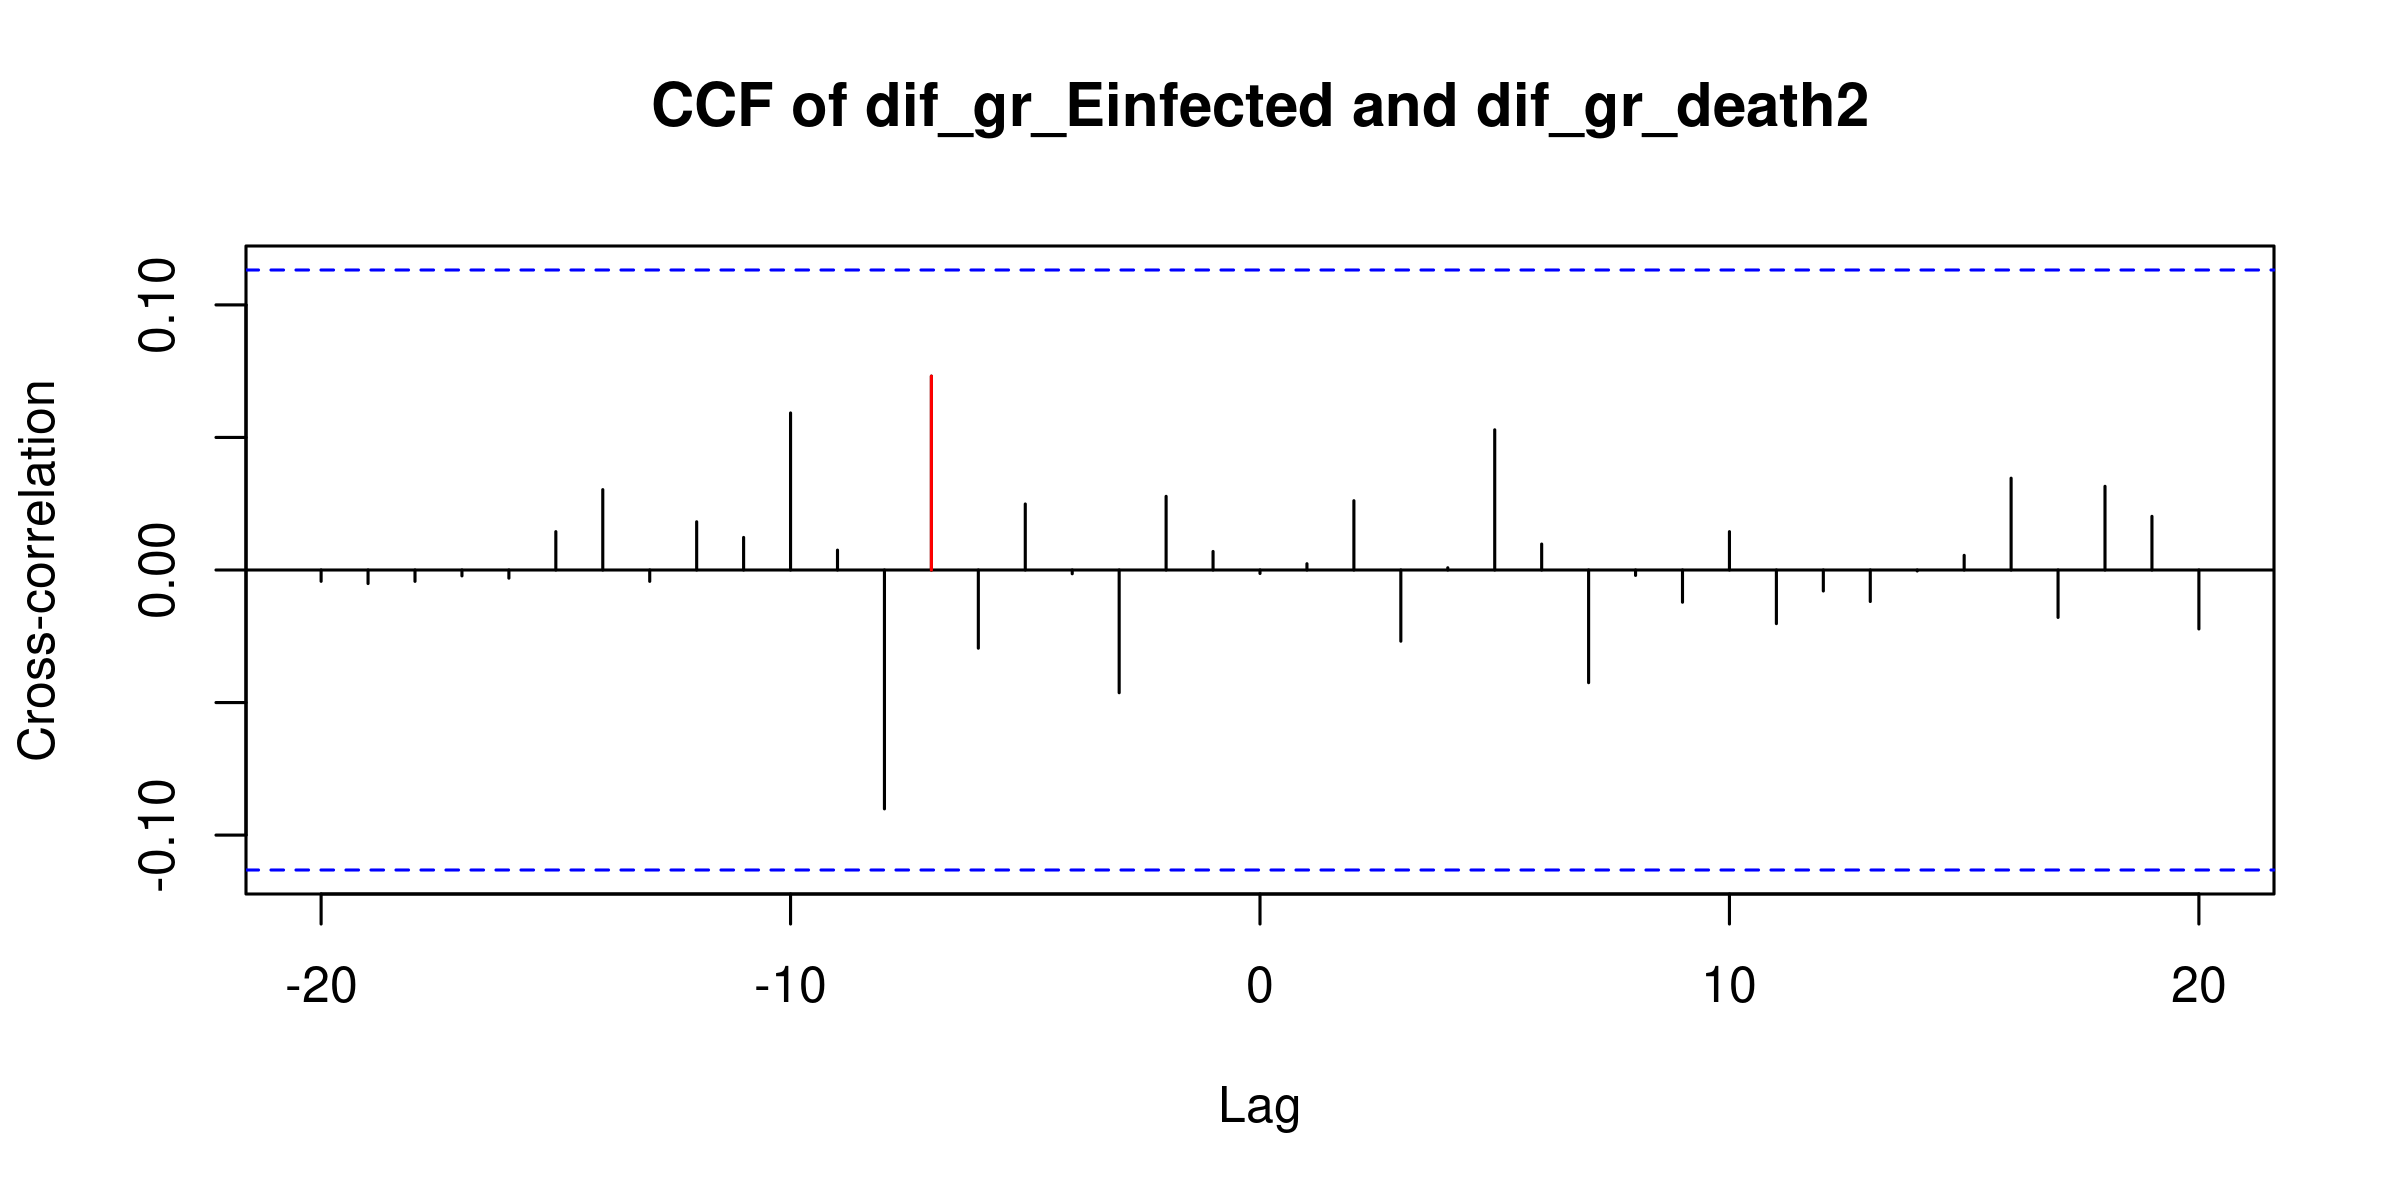 CCF of dif_gr_Einfected and dif_gr_death2
Cross-correlation
0.10
0.00
-0.10
-20 -10 0 10 20
Lag